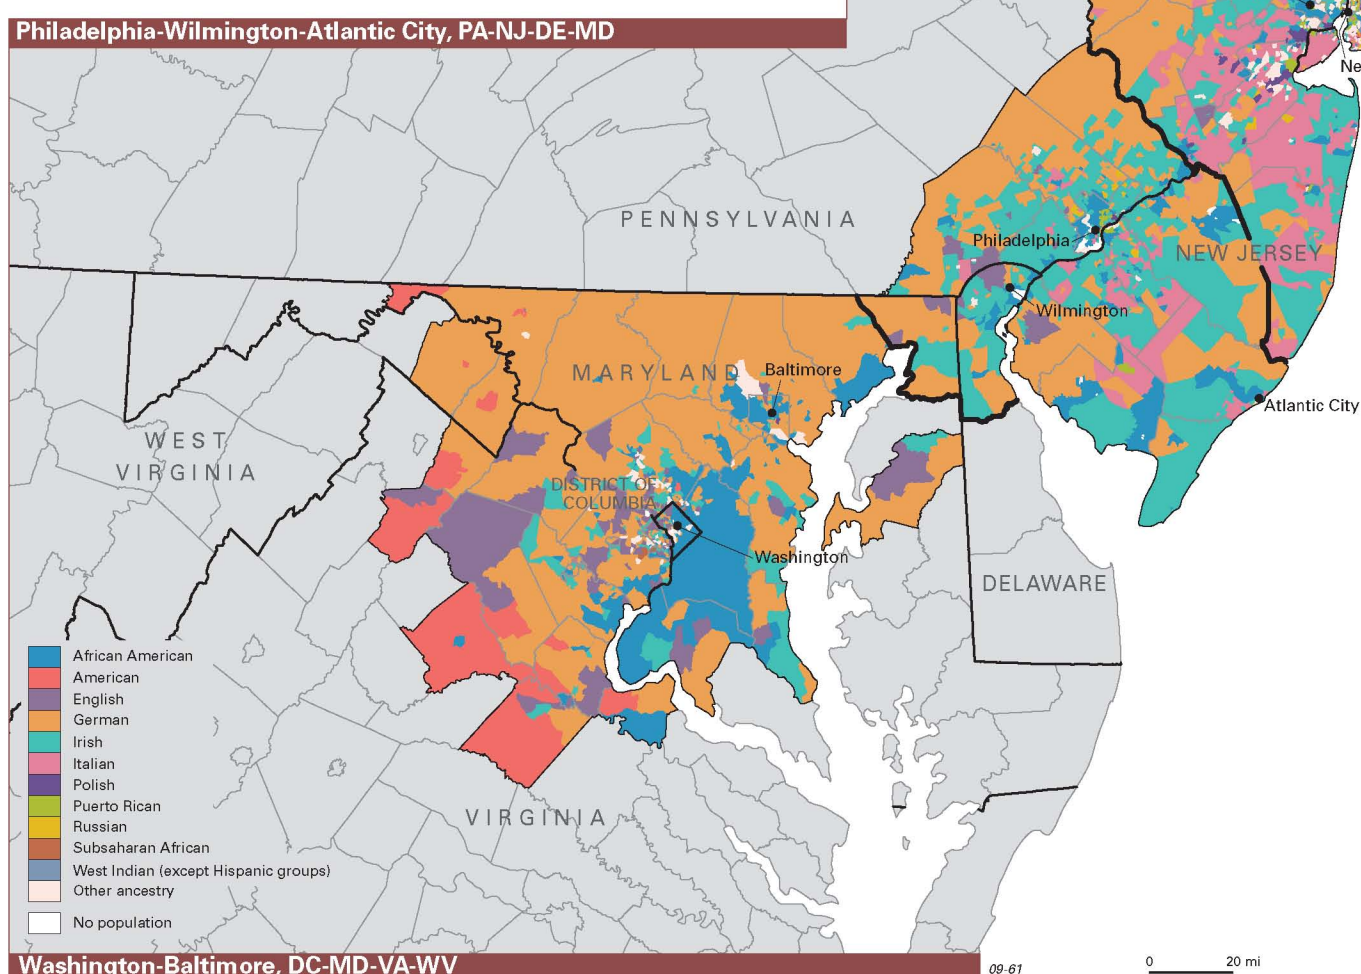 Philadelphia-Wilmington-Atlantic City, PA-NJ-DE-MD
Ne
PENNSYLVANIA
Philadelphia
NEW JERSEY
Wilmington
MARYLAND
Baltimore
Atlantic City
WEST
VIRGINIA
DISTRICT OF
COLUMBIA
Washington
DELAWARE
African American
American
English
German
Irish
Italian
Polish
Puerto Rican
Russian
Subsaharan African
West Indian (except Hispanic groups)
Other ancestry
No population
VIRGINIA
Washington-Baltimore, DC-MD-VA-WV
09-61
0 20 mi